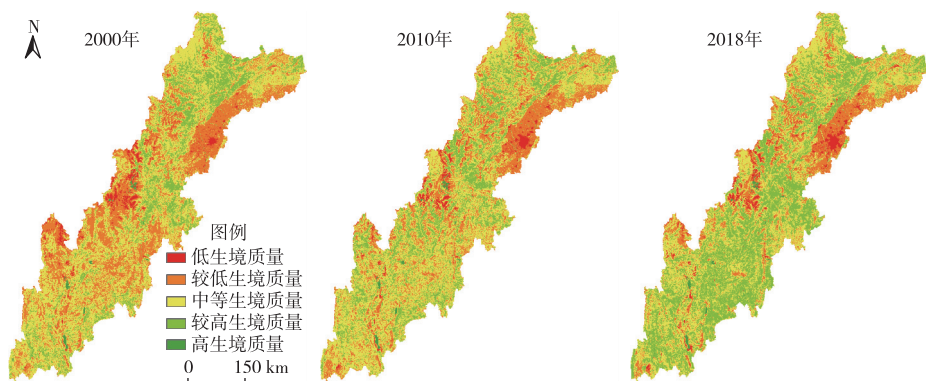 N
2000年
2010年
2018年
图例
低生境质量
较低生境质量
中等生境质量
较高生境质量
高生境质量
0 150 km